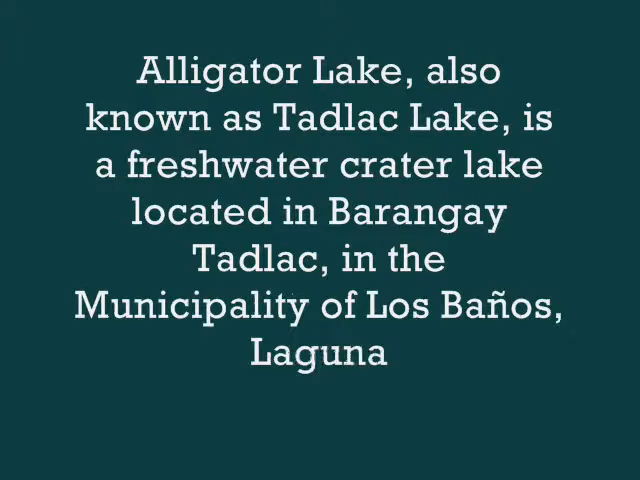 Alligator Lake, also
known as Tadlac Lake, is
a freshwater crater lake
located in Barangay
Tadlac, in the
Municipality of Los Baños,
Laguna